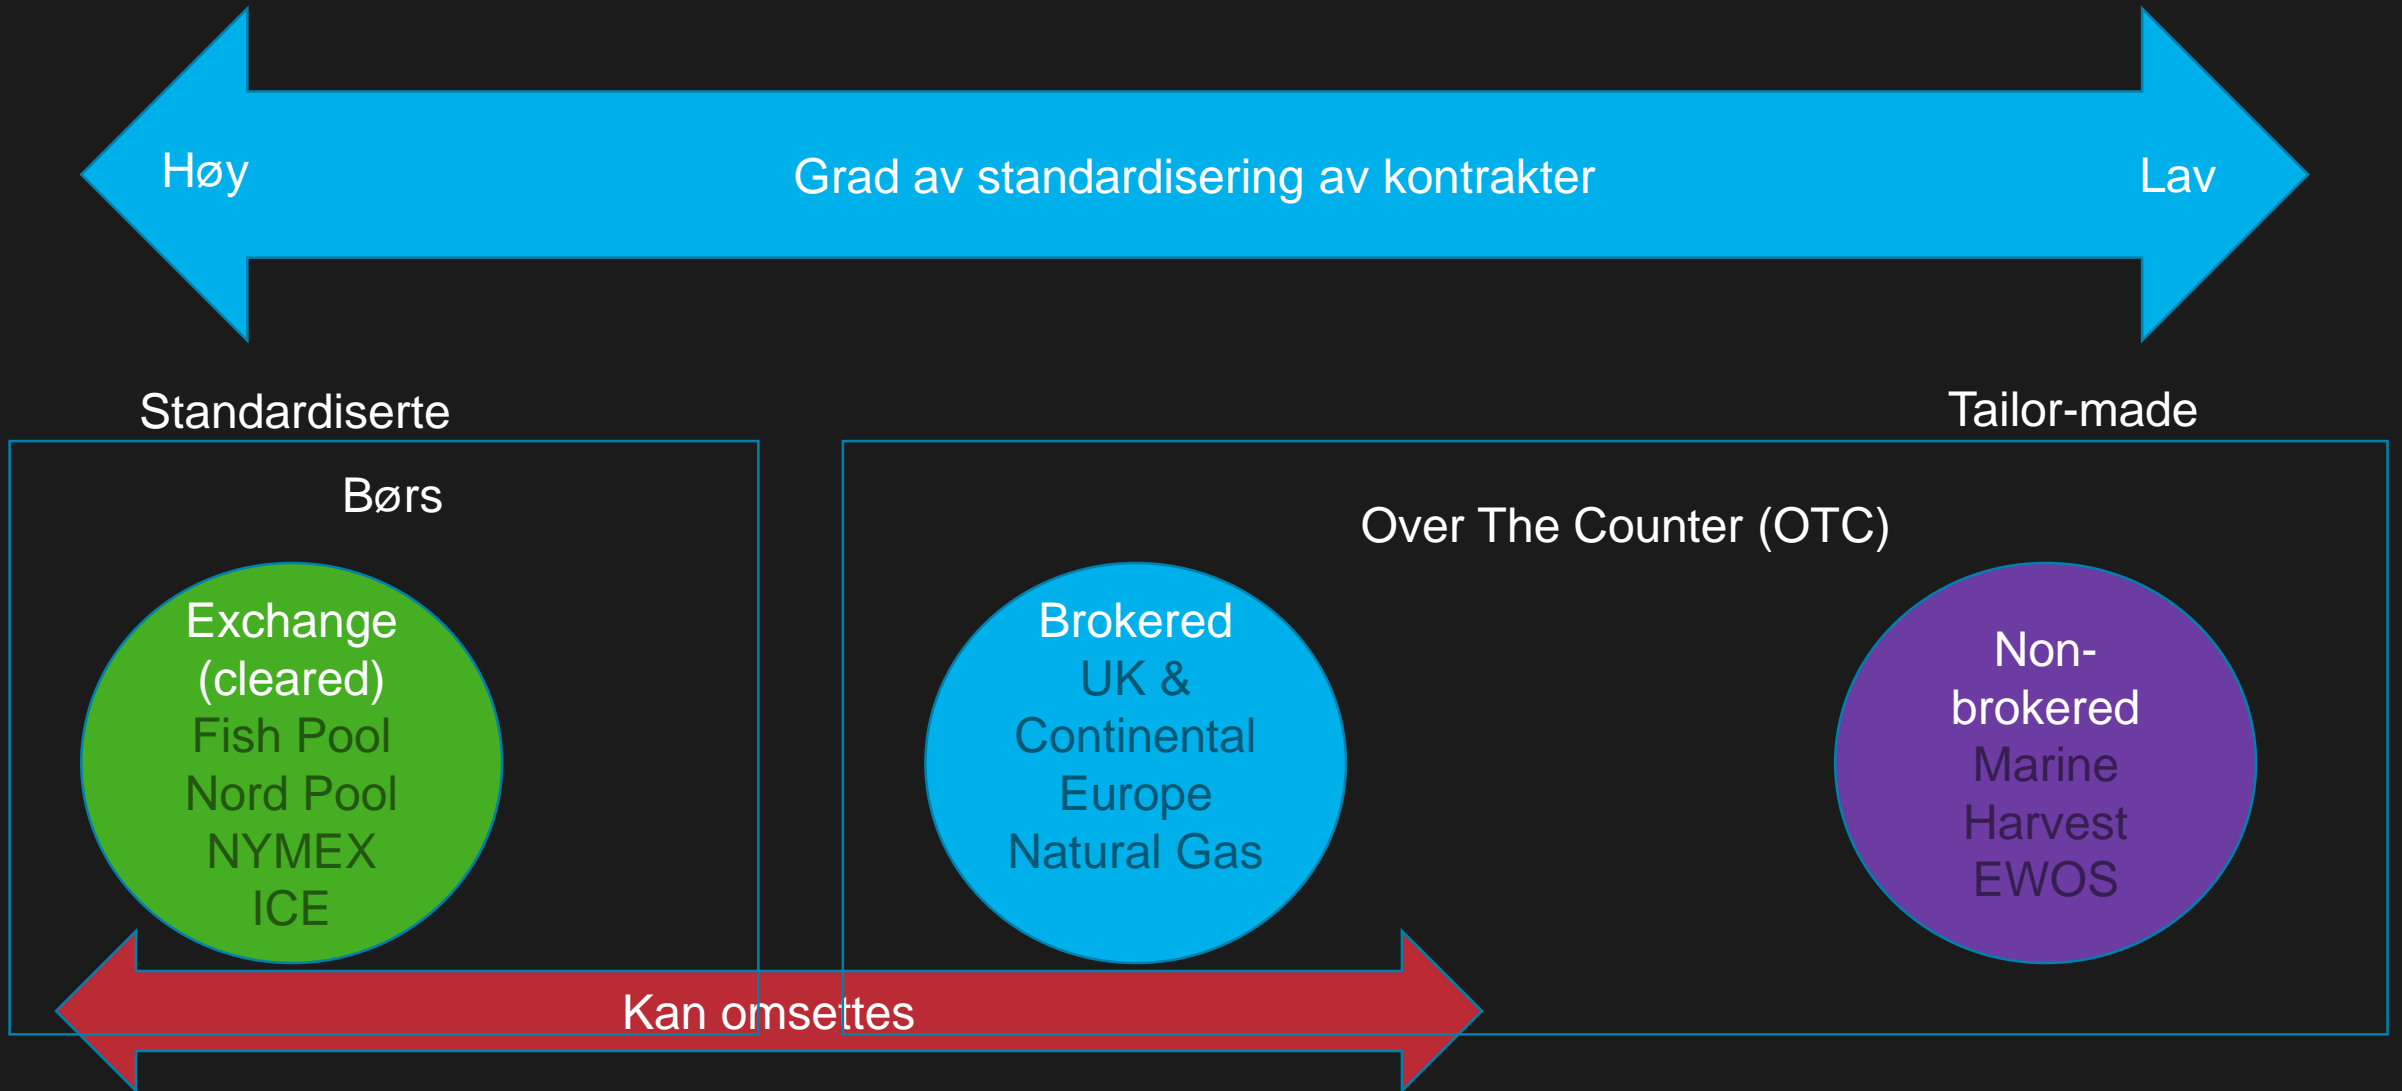 Høy
Grad av standardisering av kontrakter
Lav
Standardiserte
Tailor-made
Børs
Over The Counter (OTC)
Exchange
(cleared)
Fish Pool
Nord Pool
NYMEX
ICE
Brokered
UK &
Continental
Europe
Natural Gas
Non-
brokered
Marine
Harvest
EWOS
Kan omsettes